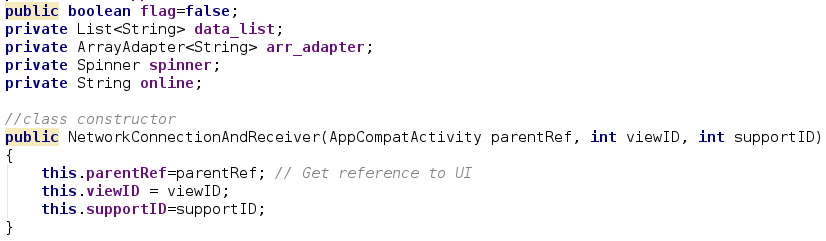 public boolean flag=false;
private List<String> data_list;
private ArrayAdapter<String> arr_adapter;
private Spinner spinner;
private String online;
//class constructor
public NetworkConnectionAndReceiver(AppCompatActivity parentRef, int viewID, int supportID)
{
this.parentRef=parentRef; // Get reference to UI
this.viewID = viewID;
this.supportID=supportID;
}